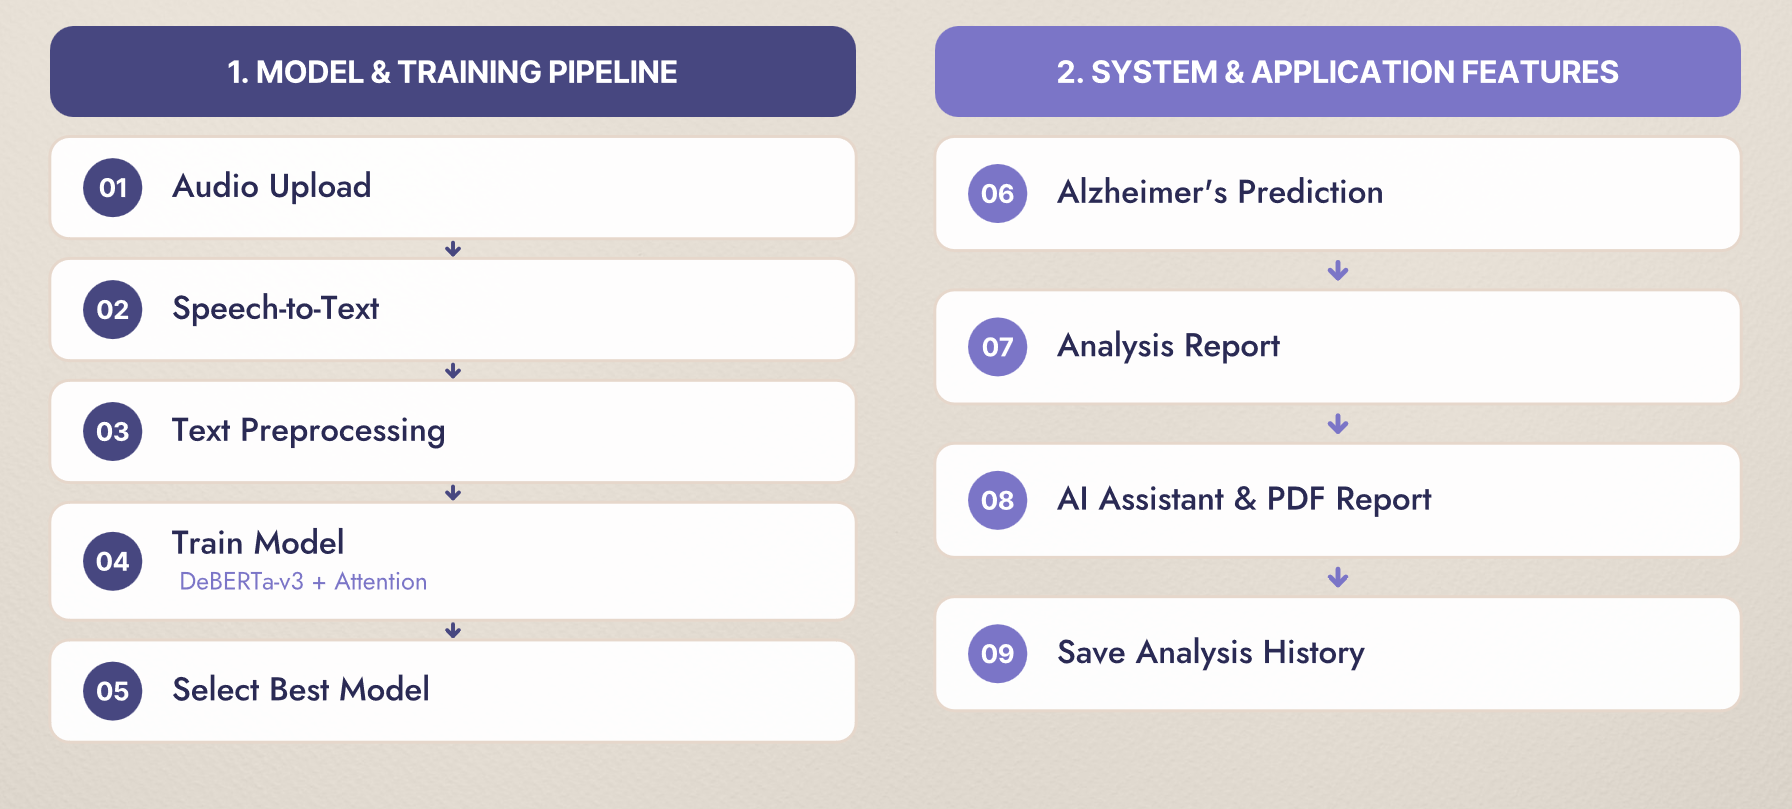 1. MODEL & TRAINING PIPELINE
01 Audio Upload
02 Speech-to-Text
03 Text Preprocessing
04 Train Model
DeBERTa-v3 + Attention
05 Select Best Model
2. SYSTEM & APPLICATION FEATURES
06 Alzheimer's Prediction
07 Analysis Report
08 AI Assistant & PDF Report
09 Save Analysis History